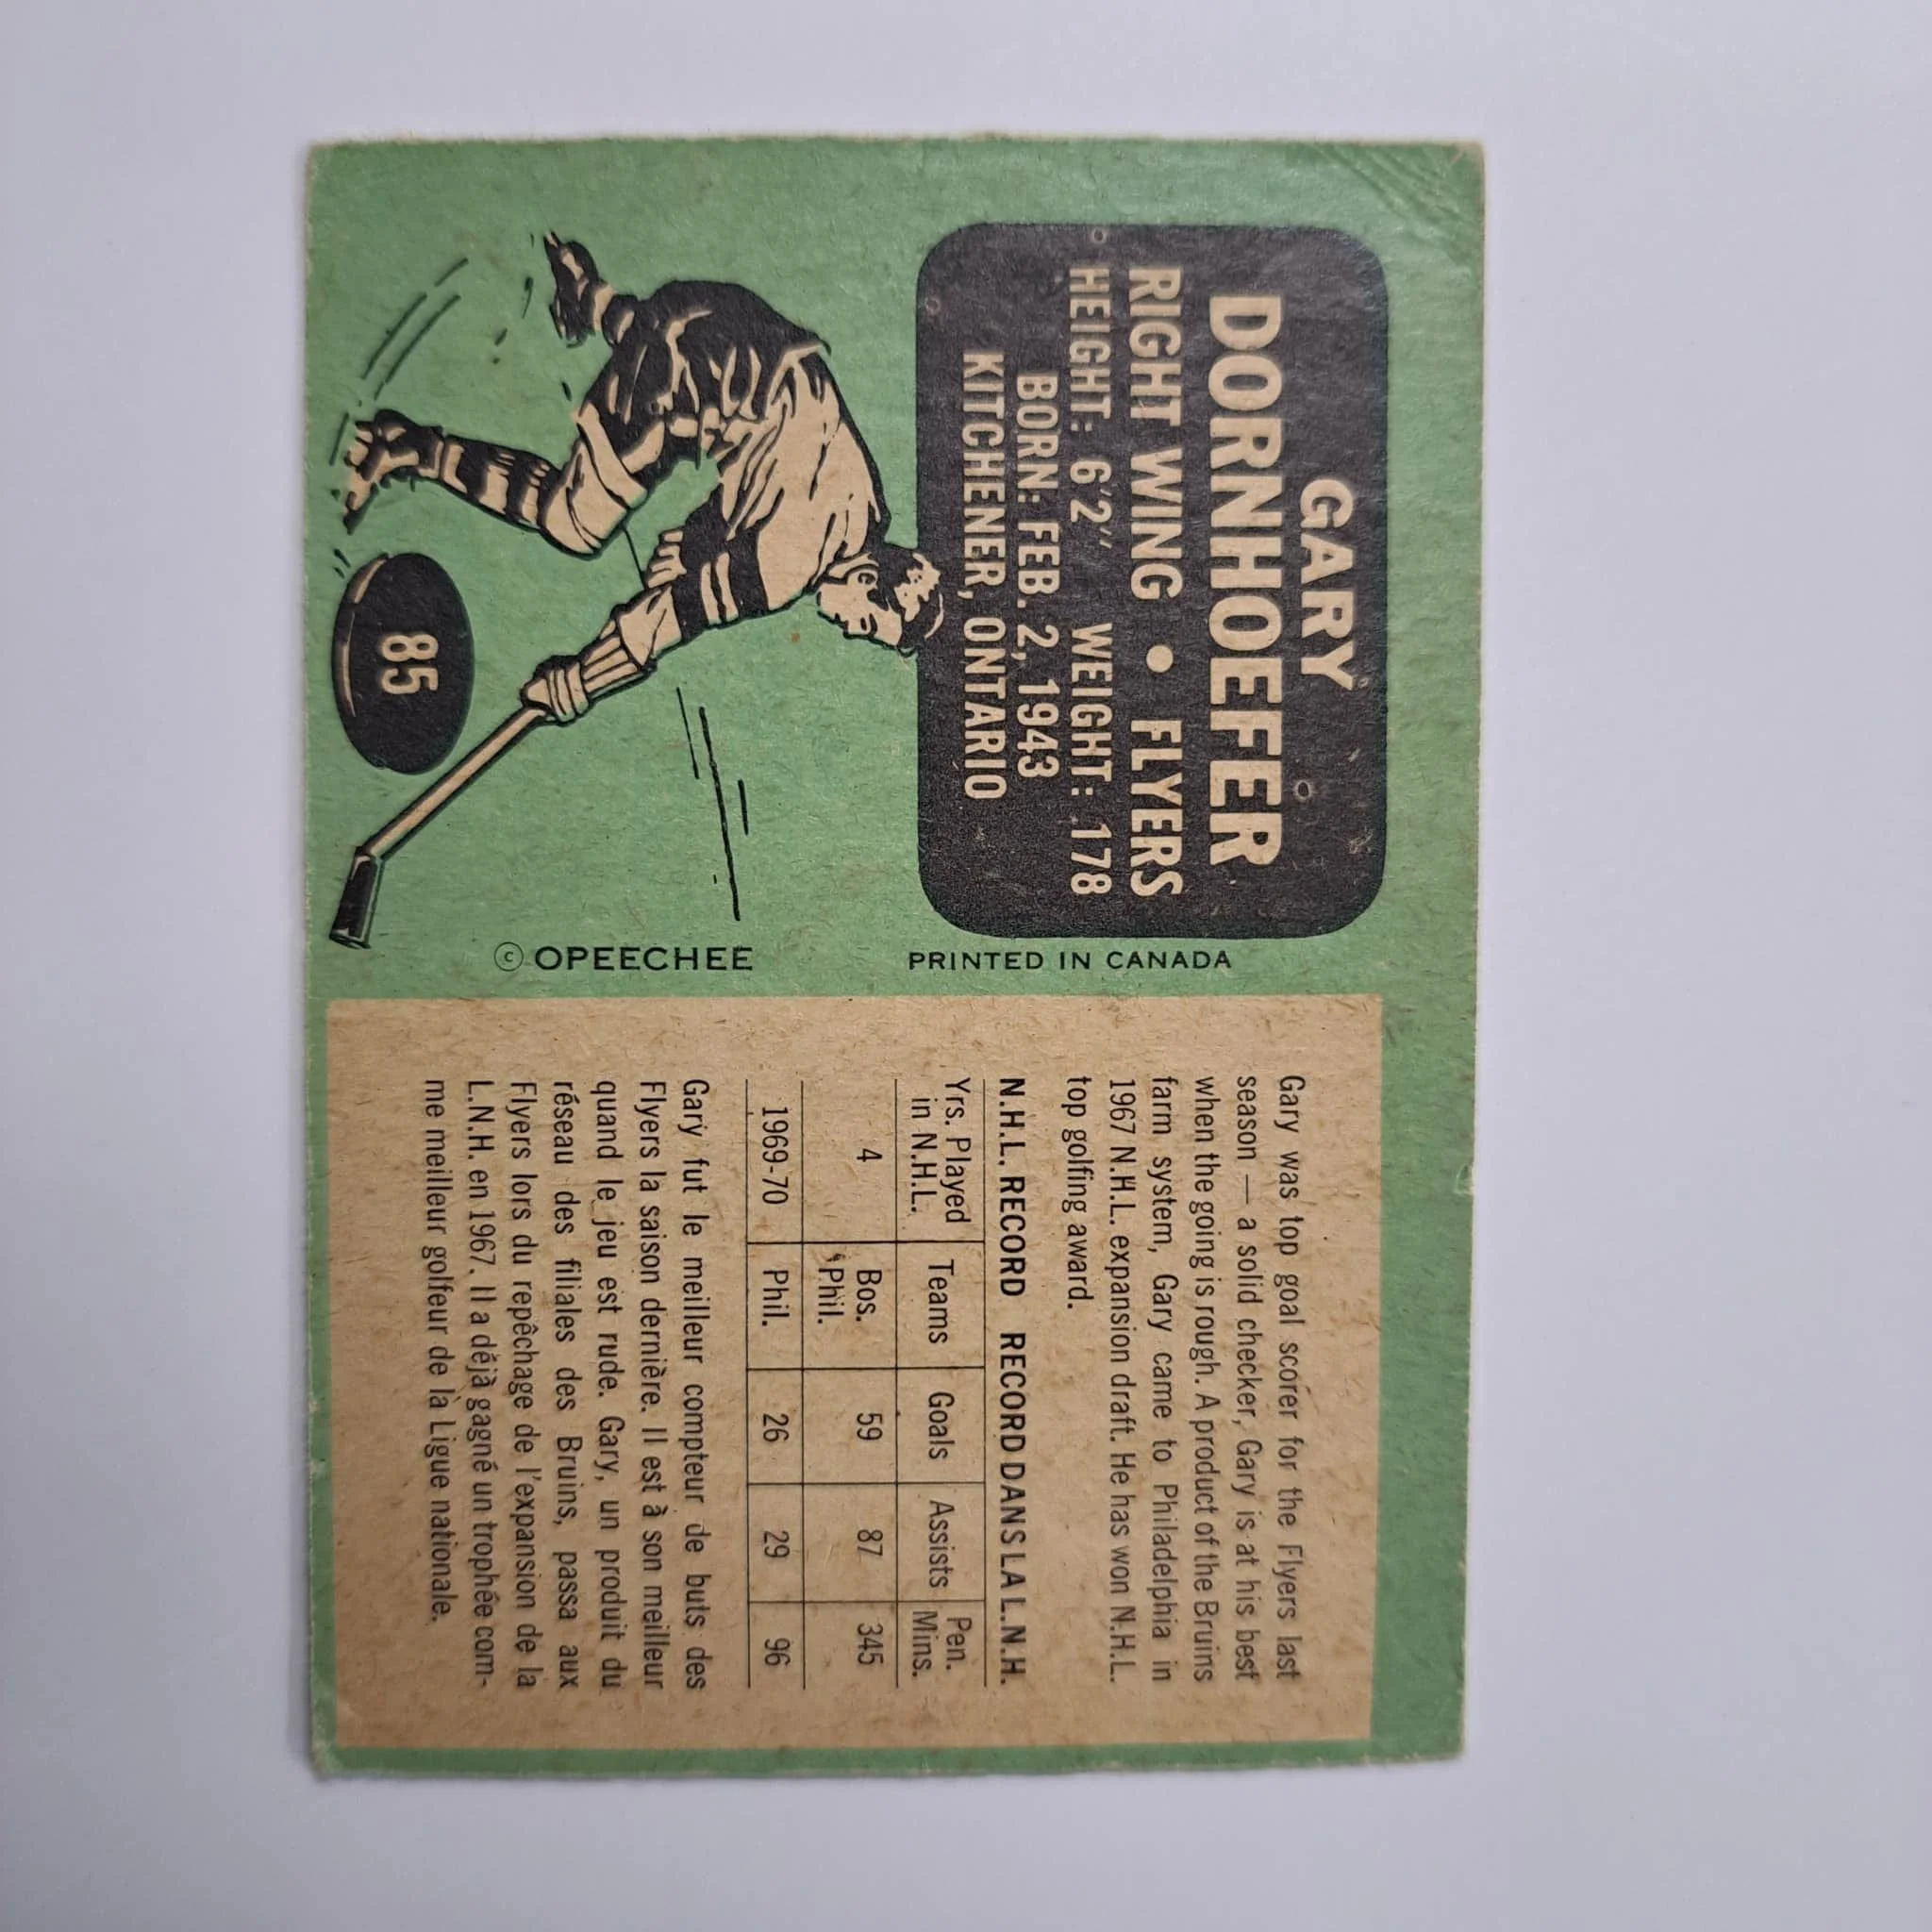 GARY
DORNHOEFER
RIGHT WING • FLYERS
HEIGHT: 6'2" WEIGHT: 178
BORN: FEB. 2, 1943
KITCHENER, ONTARIO
85
© OPEECHEE
PRINTED IN CANADA
Gary was top goal scorer for the Flyers last
season — a solid checker, Gary is at his best
when the going is rough. A product of the Bruins
farm system, Gary came to Philadelphia in
1967 N.H.L. expansion draft. He has won N.H.L.
top golfing award.
N.H.L. RECORD RECORD DANS LA L.N.H.
Yrs. Played in N.H.L. Teams Goals Assists Pen. Mins.
4 Bos. Phil. 59 87 345
1969-70 Phil. 26 29 96
Gary fut le meilleur compteur de buts des
Flyers la saison dernière. Il est à son meilleur
quand le jeu est rude. Gary, un produit du
réseau des filiales des Bruins, passa aux
Flyers lors du repêchage de l'expansion de la
L.N.H. en 1967. Il a déjà gagné un trophée com-
me meilleur golfeur de la Ligue nationale.